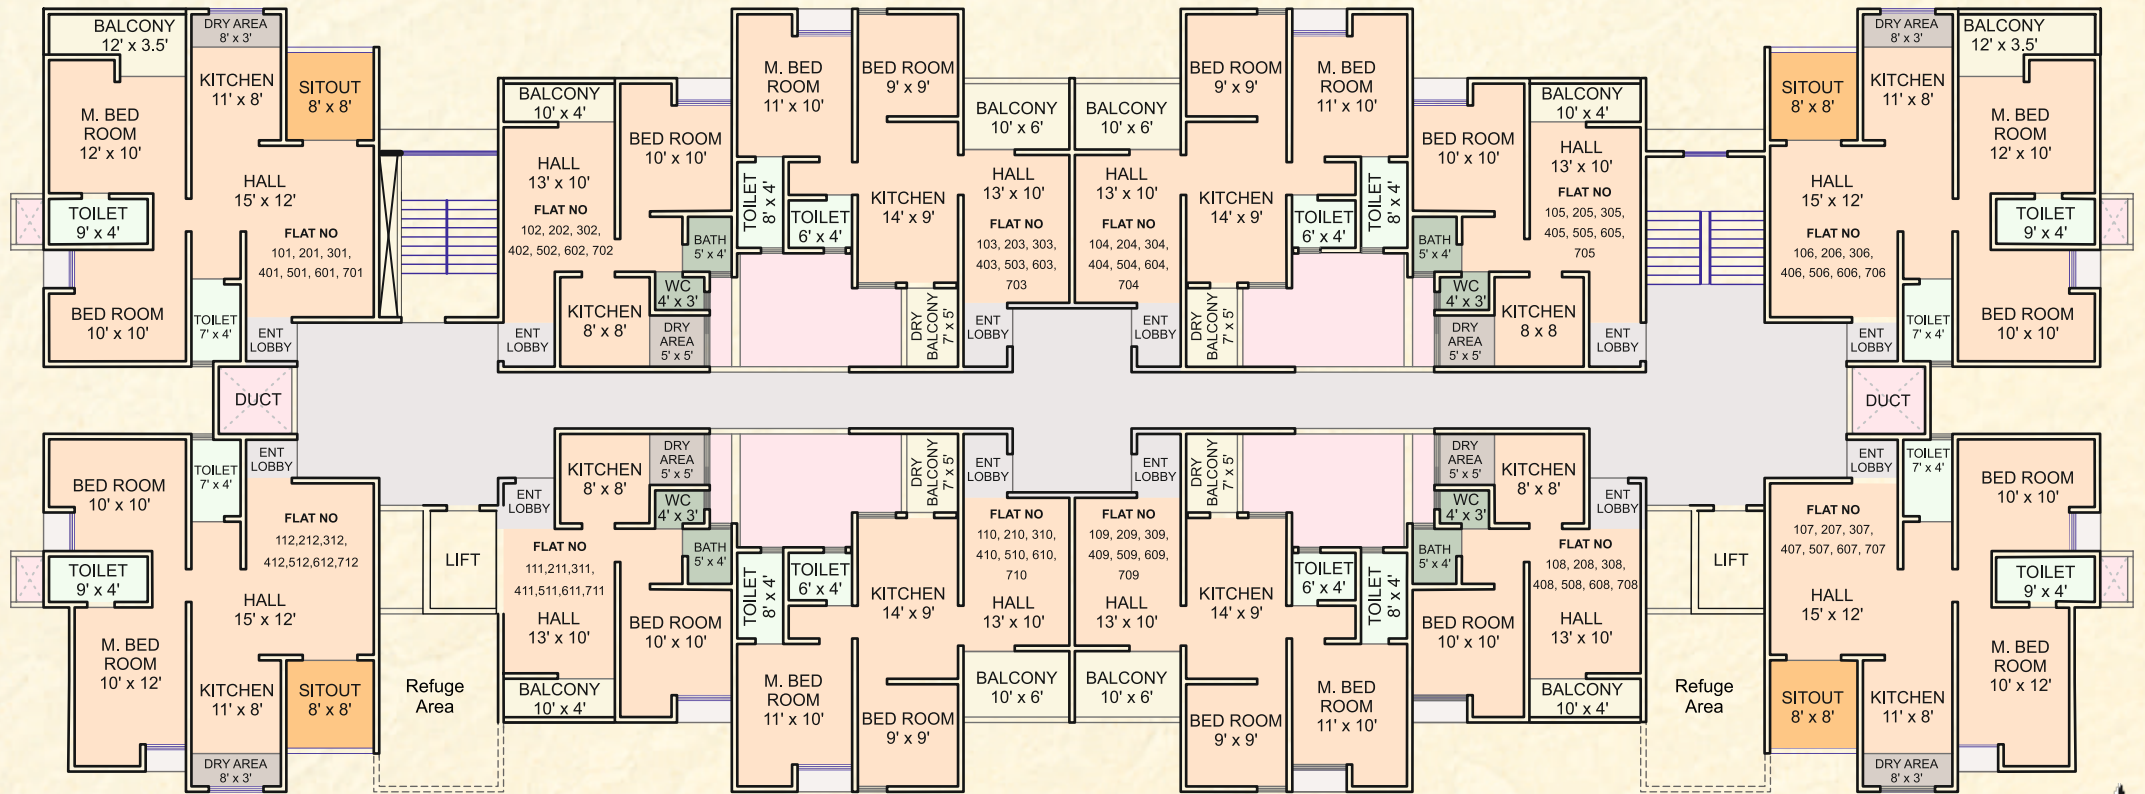 BALCONY
12' x 3.5'
DRY AREA
8' x 3'
M. BED
ROOM
12' x 10'
KITCHEN
11' x 8'
SITOUT
8' x 8'
HALL
15' x 12'
FLAT NO
101, 201, 301,
401, 501, 601, 701
TOILET
9' x 4'
BED ROOM
10' x 10'
TOILET
7' x 4'
ENT
LOBBY
DUCT
BALCONY
10' x 4'
HALL
13' x 10'
FLAT NO
102, 202, 302,
402, 502, 602, 702
BED ROOM
10' x 10'
BATH
5' x 4'
WC
4' x 3'
KITCHEN
8' x 8'
DRY
AREA
5' x 5'
ENT
LOBBY
M. BED
ROOM
11' x 10'
BED ROOM
9' x 9'
TOILET
8' x 4'
TOILET
6' x 4'
KITCHEN
14' x 9'
BALCONY
10' x 6'
HALL
13' x 10'
FLAT NO
103, 203, 303,
403, 503, 603,
703
DRY
BALCONY
7' x 5'
ENT
LOBBY
BALCONY
10' x 6'
HALL
13' x 10'
FLAT NO
104, 204, 304,
404, 504, 604,
704
ENT
LOBBY
BED ROOM
9' x 9'
M. BED
ROOM
11' x 10'
KITCHEN
14' x 9'
TOILET
6' x 4'
TOILET
8' x 4'
DRY
BALCONY
7' x 5'
BED ROOM
10' x 10'
BALCONY
10' x 4'
HALL
13' x 10'
FLAT NO
105, 205, 305,
405, 505, 605,
705
BATH
5' x 4'
WC
4' x 3'
DRY
AREA
5' x 5'
KITCHEN
8 x 8
ENT
LOBBY
DRY AREA
8' x 3'
BALCONY
12' x 3.5'
SITOUT
8' x 8'
KITCHEN
11' x 8'
M. BED
ROOM
12' x 10'
HALL
15' x 12'
FLAT NO
106, 206, 306,
406, 506, 606, 706
TOILET
9' x 4'
TOILET
7' x 4'
BED ROOM
10' x 10'
ENT
LOBBY
DUCT
BED ROOM
10' x 10'
TOILET
7' x 4'
ENT
LOBBY
FLAT NO
112,212,312,
412,512,612,712
TOILET
9' x 4'
HALL
15' x 12'
M. BED
ROOM
10' x 12'
KITCHEN
11' x 8'
SITOUT
8' x 8'
DRY AREA
8' x 3'
LIFT
Refuge
Area
ENT
LOBBY
KITCHEN
8' x 8'
DRY
AREA
5' x 5'
WC
4' x 3'
BATH
5' x 4'
FLAT NO
111,211,311,
411,511,611,711
HALL
13' x 10'
BED ROOM
10' x 10'
BALCONY
10' x 4'
DRY
BALCONY
7' x 5'
ENT
LOBBY
TOILET
8' x 4'
TOILET
6' x 4'
KITCHEN
14' x 9'
FLAT NO
110, 210, 310,
410, 510, 610,
710
HALL
13' x 10'
M. BED
ROOM
11' x 10'
BED ROOM
9' x 9'
BALCONY
10' x 6'
ENT
LOBBY
DRY
BALCONY
7' x 5'
FLAT NO
109, 209, 309,
409, 509, 609,
709
HALL
13' x 10'
KITCHEN
14' x 9'
TOILET
6' x 4'
TOILET
8' x 4'
BALCONY
10' x 6'
BED ROOM
9' x 9'
M. BED
ROOM
11' x 10'
DRY
AREA
5' x 5'
KITCHEN
8' x 8'
WC
4' x 3'
BATH
5' x 4'
ENT
LOBBY
FLAT NO
108, 208, 308,
408, 508, 608, 708
HALL
13' x 10'
BED ROOM
10' x 10'
BALCONY
10' x 4'
LIFT
Refuge
Area
ENT
LOBBY
TOILET
7' x 4'
BED ROOM
10' x 10'
FLAT NO
107, 207, 307,
407, 507, 607, 707
HALL
15' x 12'
TOILET
9' x 4'
M. BED
ROOM
10' x 12'
SITOUT
8' x 8'
KITCHEN
11' x 8'
DRY AREA
8' x 3'